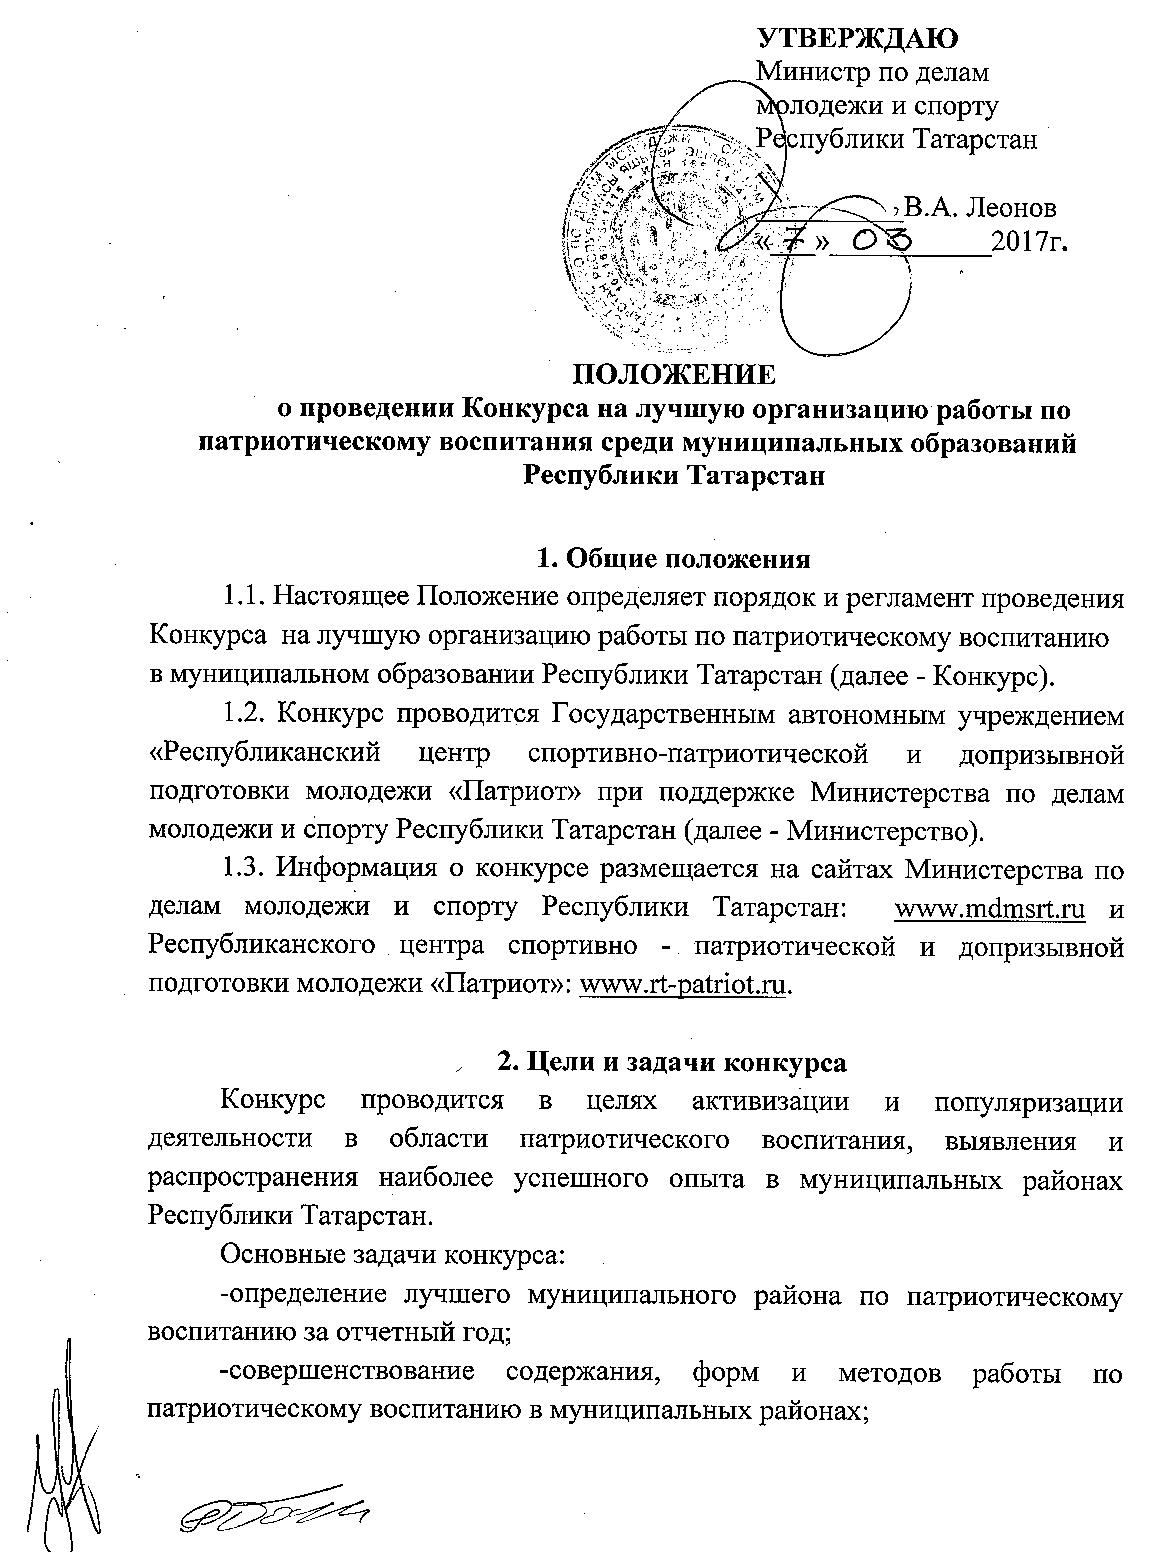 УТВЕРЖДАЮ
Министр по делам
молодежи и спорту
Республики Татарстан
В.А. Леонов
«7» 03 2017г.
ПОЛОЖЕНИЕ
о проведении Конкурса на лучшую организацию работы по
патриотическому воспитания среди муниципальных образований
Республики Татарстан
1. Общие положения
1.1. Настоящее Положение определяет порядок и регламент проведения
Конкурса на лучшую организацию работы по патриотическому воспитанию
в муниципальном образовании Республики Татарстан (далее - Конкурс).
1.2. Конкурс проводится Государственным автономным учреждением
«Республиканский центр спортивно-патриотической и допризывной
подготовки молодежи «Патриот» при поддержке Министерства по делам
молодежи и спорту Республики Татарстан (далее - Министерство).
1.3. Информация о конкурсе размещается на сайтах Министерства по
делам молодежи и спорту Республики Татарстан: www.mdmsrt.ru и
Республиканского центра спортивно - патриотической и допризывной
подготовки молодежи «Патриот»: www.rt-patriot.ru.
2. Цели и задачи конкурса
Конкурс проводится в целях активизации и популяризации
деятельности в области патриотического воспитания, выявления и
распространения наиболее успешного опыта в муниципальных районах
Республики Татарстан.
Основные задачи конкурса:
-определение лучшего муниципального района по патриотическому
воспитанию за отчетный год;
-совершенствование содержания, форм и методов работы по
патриотическому воспитанию в муниципальных районах;